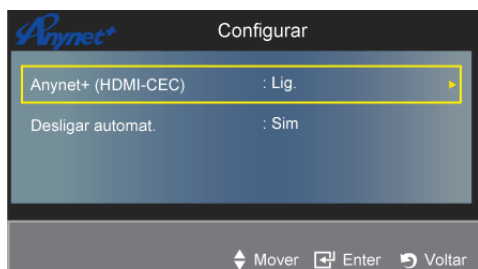 Anynet+ Configurar
Anynet+ (HDMI-CEC) : Lig.
Desligar automat. : Sim
Mover Enter Voltar